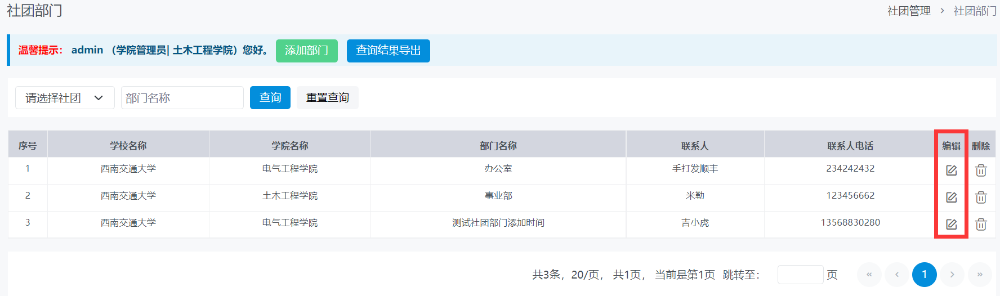 社团部门
社团管理 › 社团部门
温馨提示： admin （学院管理员| 土木工程学院）您好。 添加部门 查询结果导出
请选择社团 部门名称 查询 重置查询
序号 学校名称 学院名称 部门名称 联系人 联系人电话 编辑 删除
1 西南交通大学 电气工程学院 办公室 手打发顺丰 234242432
2 西南交通大学 土木工程学院 事业部 米勒 123456662
3 西南交通大学 电气工程学院 测试社团部门添加时间 吉小虎 13568830280
共3条，20/页， 共1页， 当前是第1页 跳转至： 页 « ‹ 1 › »